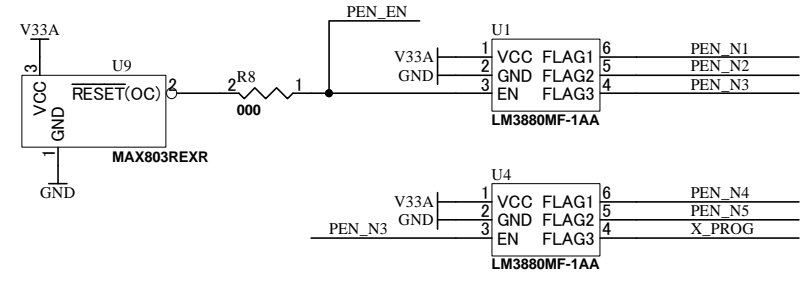 PEN_EN
V33A
U9
3
VCC
RESET(OC)
2
GND
1
MAX803REXR
GND
2
R8
1
000
U1
V33A 1 VCC FLAG1 6 PEN_N1
GND 2 GND FLAG2 5 PEN_N2
3 EN FLAG3 4 PEN_N3
LM3880MF-1AA
U4
V33A 1 VCC FLAG1 6 PEN_N4
GND 2 GND FLAG2 5 PEN_N5
PEN_N3 3 EN FLAG3 4 X_PROG
LM3880MF-1AA